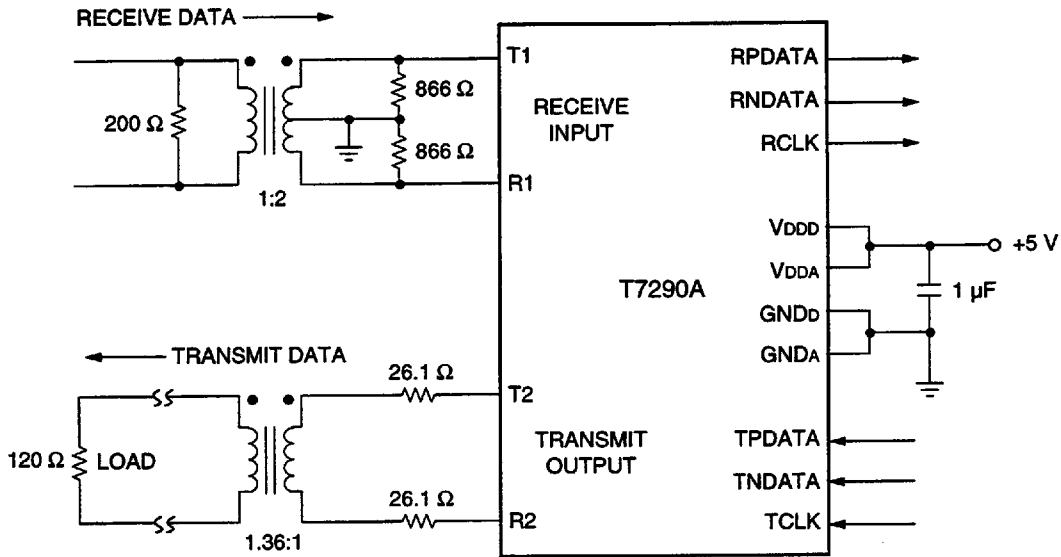 RECEIVE DATA
200 Ω
1:2
866 Ω
866 Ω
T1
RECEIVE
INPUT
R1
T7290A
RPDATA
RNDATA
RCLK
VDDD
VDDA
GNDD
GNDA
+5 V
1 µF
TRANSMIT DATA
120 Ω
LOAD
1.36:1
26.1 Ω
26.1 Ω
T2
TRANSMIT
OUTPUT
R2
TPDATA
TNDATA
TCLK